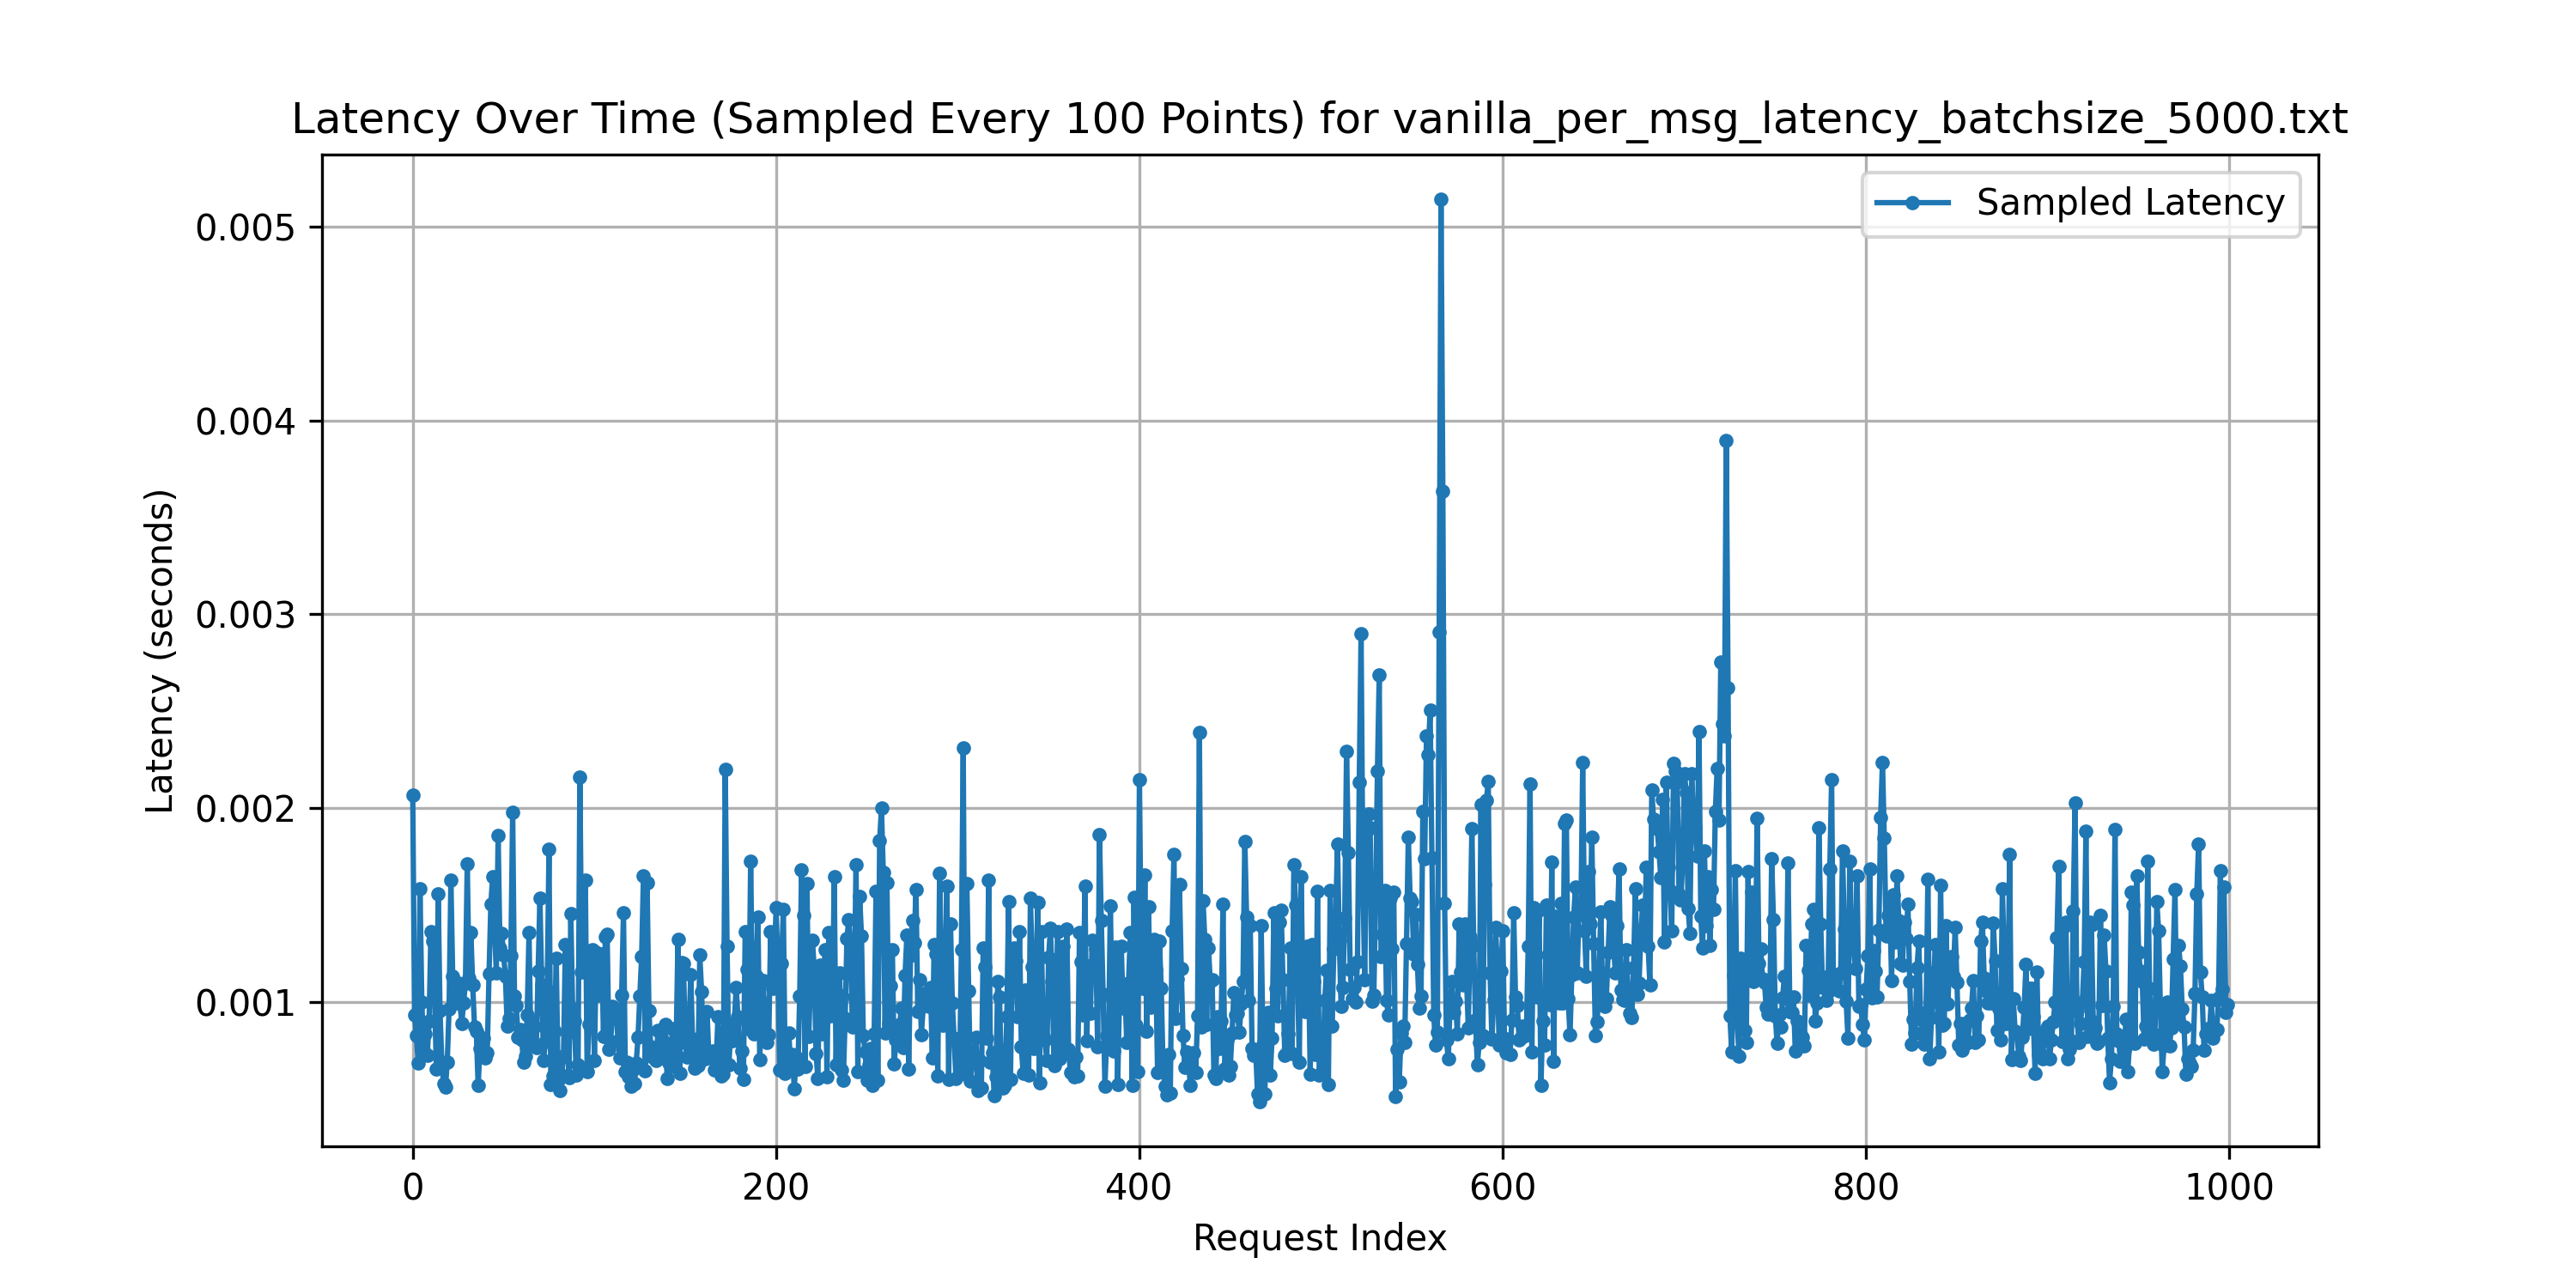 Latency Over Time (Sampled Every 100 Points) for vanilla_per_msg_latency_batchsize_5000.txt
Sampled Latency
0.005
0.004
0.003
0.002
0.001
Latency (seconds)
0 200 400 600 800 1000
Request Index